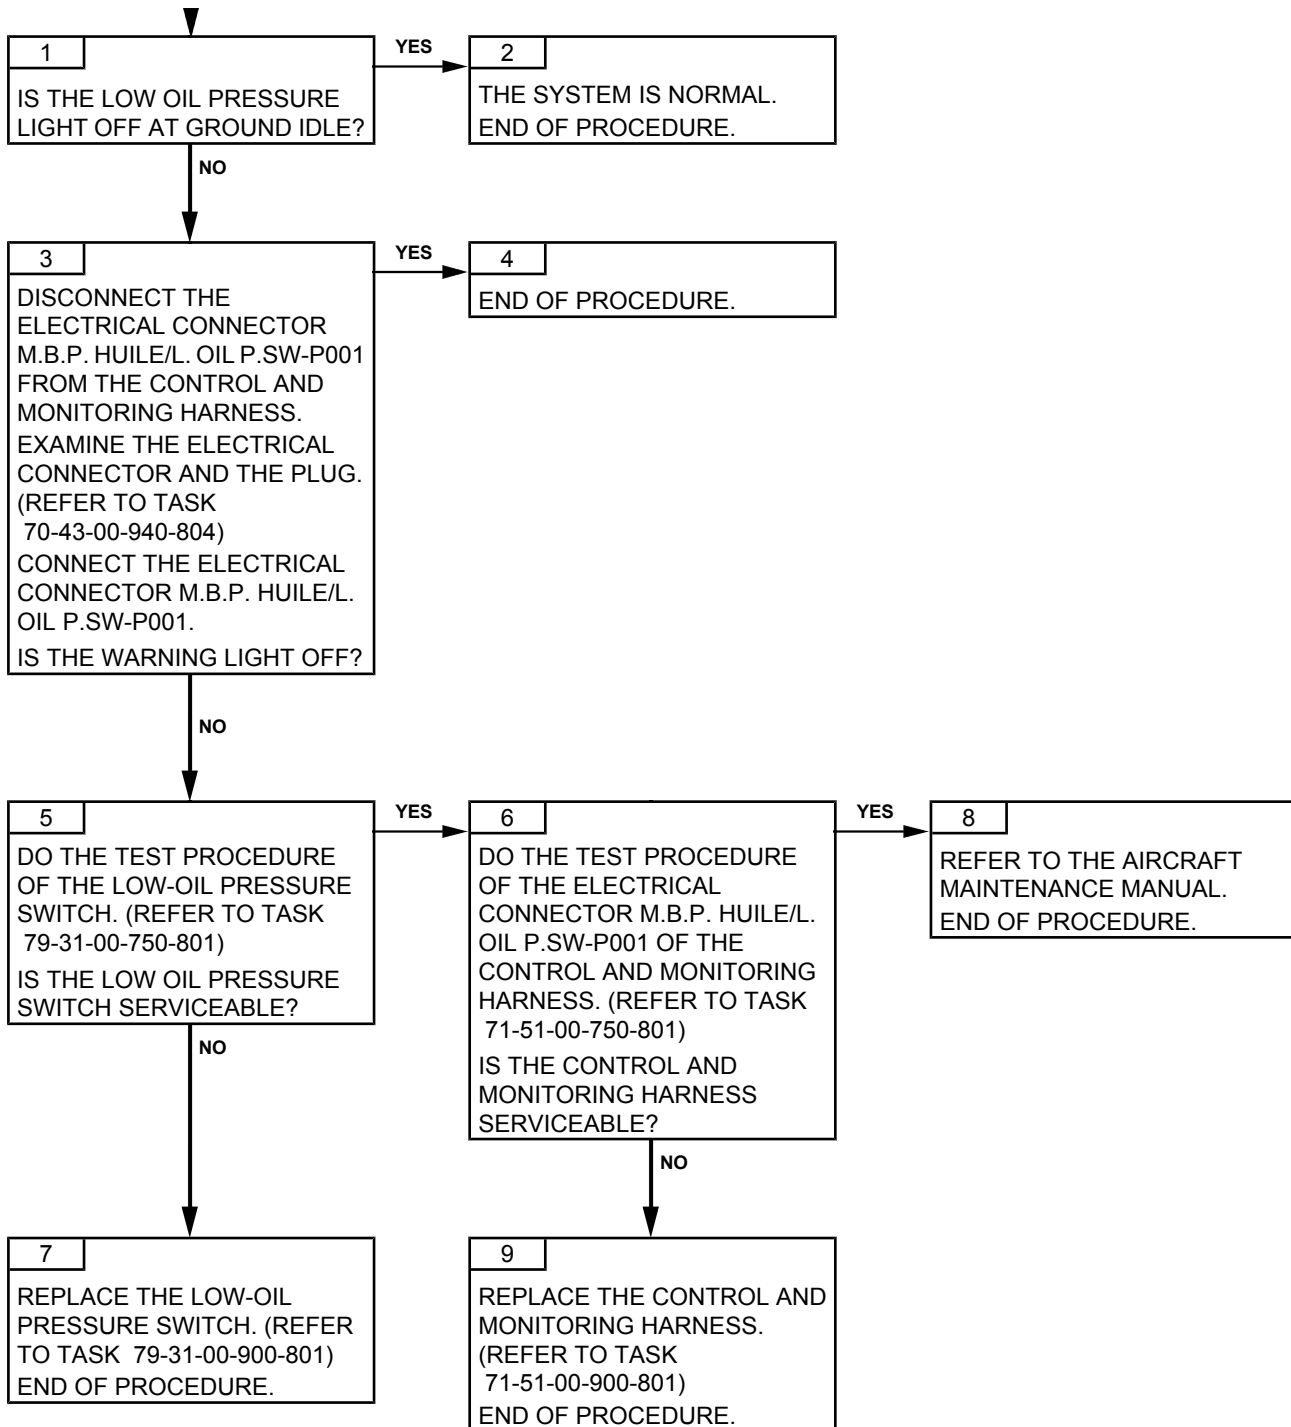 1
IS THE LOW OIL PRESSURE
LIGHT OFF AT GROUND IDLE?
YES
2
THE SYSTEM IS NORMAL.
END OF PROCEDURE.
NO
3
DISCONNECT THE
ELECTRICAL CONNECTOR
M.B.P. HUILE/L. OIL P.SW-P001
FROM THE CONTROL AND
MONITORING HARNESS.
EXAMINE THE ELECTRICAL
CONNECTOR AND THE PLUG.
(REFER TO TASK
70-43-00-940-804)
CONNECT THE ELECTRICAL
CONNECTOR M.B.P. HUILE/L.
OIL P.SW-P001.
IS THE WARNING LIGHT OFF?
YES
4
END OF PROCEDURE.
NO
5
DO THE TEST PROCEDURE
OF THE LOW-OIL PRESSURE
SWITCH. (REFER TO TASK
79-31-00-750-801)
IS THE LOW OIL PRESSURE
SWITCH SERVICEABLE?
YES
6
DO THE TEST PROCEDURE
OF THE ELECTRICAL
CONNECTOR M.B.P. HUILE/L.
OIL P.SW-P001 OF THE
CONTROL AND MONITORING
HARNESS. (REFER TO TASK
71-51-00-750-801)
IS THE CONTROL AND
MONITORING HARNESS
SERVICEABLE?
YES
8
REFER TO THE AIRCRAFT
MAINTENANCE MANUAL.
END OF PROCEDURE.
NO
7
REPLACE THE LOW-OIL
PRESSURE SWITCH. (REFER
TO TASK 79-31-00-900-801)
END OF PROCEDURE.
NO
9
REPLACE THE CONTROL AND
MONITORING HARNESS.
(REFER TO TASK
71-51-00-900-801)
END OF PROCEDURE.